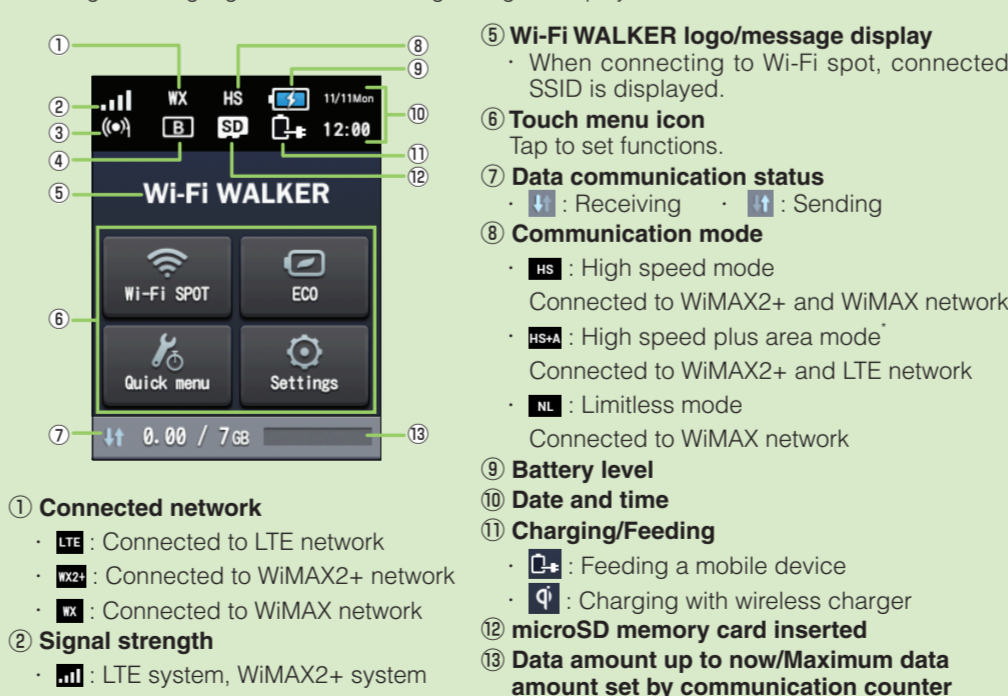 ① ⑧
⑨
② WX HS 11/11Mon ⑩
③ B SD 12:00
④ ⑪
⑫
⑤ Wi-Fi WALKER
Wi-Fi SPOT ECO
⑥
Quick menu Settings
⑦ 0.00 / 7GB ⑬
① Connected network
・ LTE : Connected to LTE network
・ WX2+ : Connected to WiMAX2+ network
・ WX : Connected to WiMAX network
② Signal strength
・ : LTE system, WiMAX2+ system
⑤ Wi-Fi WALKER logo/message display
・ When connecting to Wi-Fi spot, connected
SSID is displayed.
⑥ Touch menu icon
Tap to set functions.
⑦ Data communication status
・ : Receiving ・ : Sending
⑧ Communication mode
・ HS : High speed mode
Connected to WiMAX2+ and WiMAX network
・ HS+A : High speed plus area mode*
Connected to WiMAX2+ and LTE network
・ NL : Limitless mode
Connected to WiMAX network
⑨ Battery level
⑩ Date and time
⑪ Charging/Feeding
・ : Feeding a mobile device
・ : Charging with wireless charger
⑫ microSD memory card inserted
⑬ Data amount up to now/Maximum data
amount set by communication counter